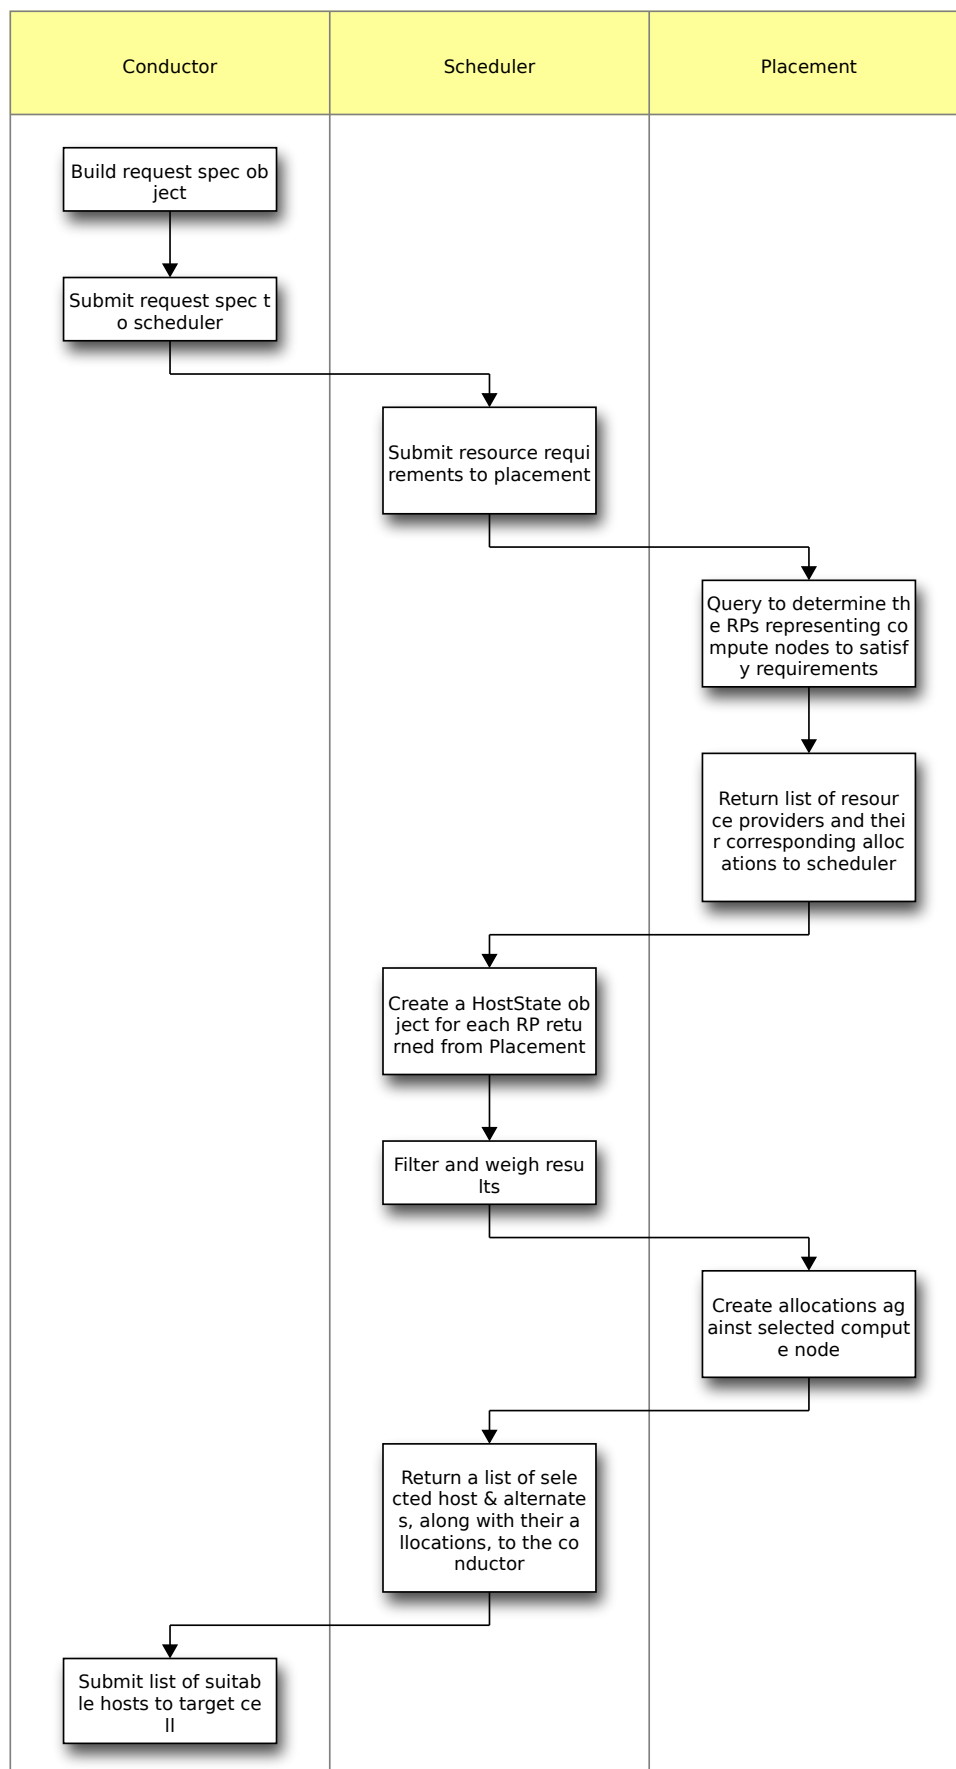 Conductor
Scheduler
Placement
Build request spec ob
ject
Submit request spec t
o scheduler
Submit resource requi
rements to placement
Query to determine th
e RPs representing co
mpute nodes to satisf
y requirements
Return list of resour
ce providers and thei
r corresponding alloc
ations to scheduler
Create a HostState ob
ject for each RP retu
rned from Placement
Filter and weigh resu
lts
Create allocations ag
ainst selected comput
e node
Return a list of sele
cted host & alternate
s, along with their a
llocations, to the co
nductor
Submit list of suitab
le hosts to target ce
ll